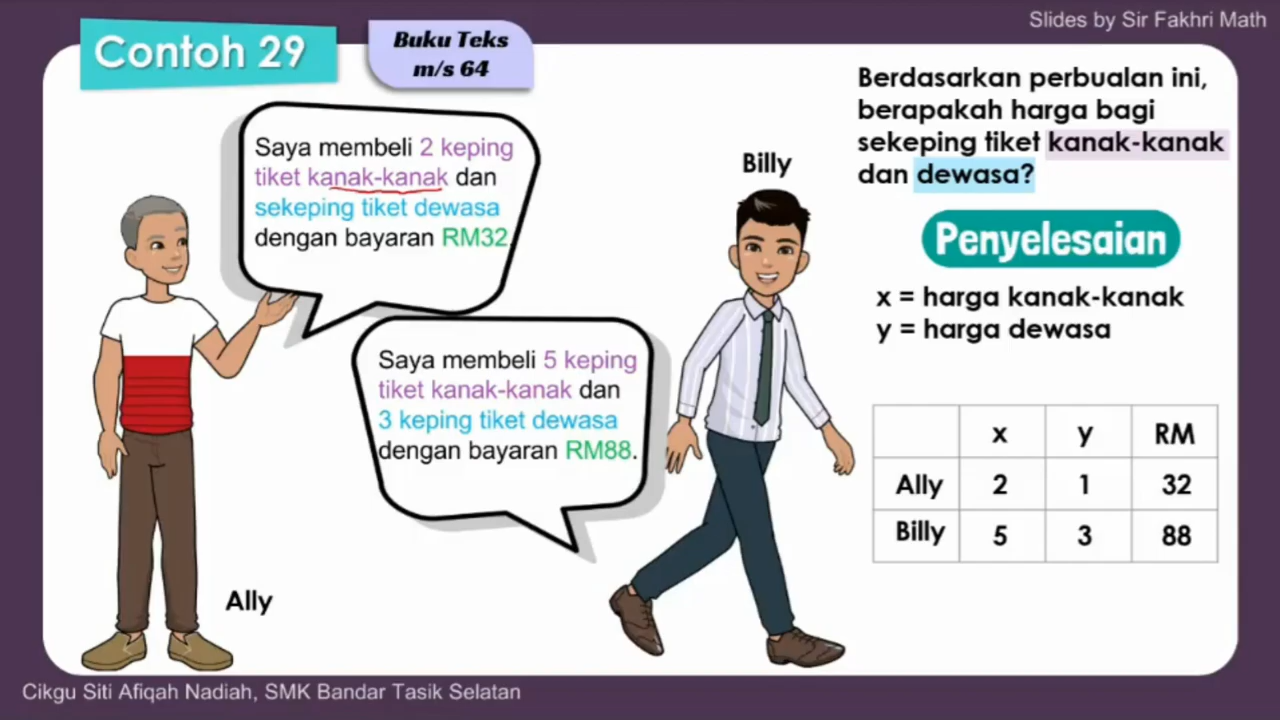 Slides by Sir Fakhri Math
Contoh 29
Buku Teks
m/s 64
Saya membeli 2 keping
tiket kanak-kanak dan
sekeping tiket dewasa
dengan bayaran RM32.
Billy
Saya membeli 5 keping
tiket kanak-kanak dan
3 keping tiket dewasa
dengan bayaran RM88.
Ally
Berdasarkan perbualan ini,
berapakah harga bagi
sekeping tiket kanak-kanak
dan dewasa?
Penyelesaian
x = harga kanak-kanak
y = harga dewasa
x y RM
Ally 2 1 32
Billy 5 3 88
Cikgu Siti Afiqah Nadiah, SMK Bandar Tasik Selatan